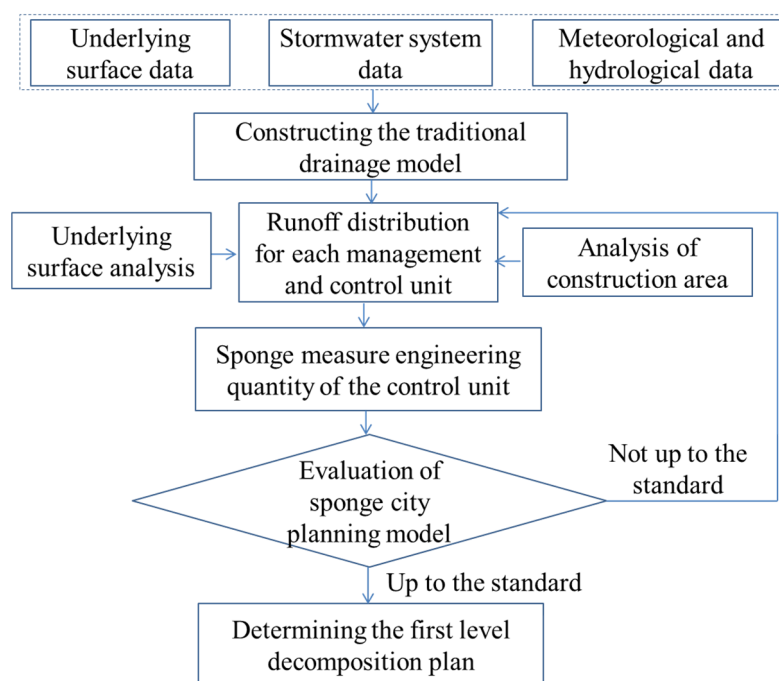 Underlying
surface data
Stormwater system
data
Meteorological and
hydrological data
Constructing the traditional
drainage model
Underlying
surface analysis
Runoff distribution
for each management
and control unit
Analysis of
construction area
Sponge measure engineering
quantity of the control unit
Evaluation of
sponge city
planning model
Not up to the
standard
Up to the standard
Determining the first level
decomposition plan